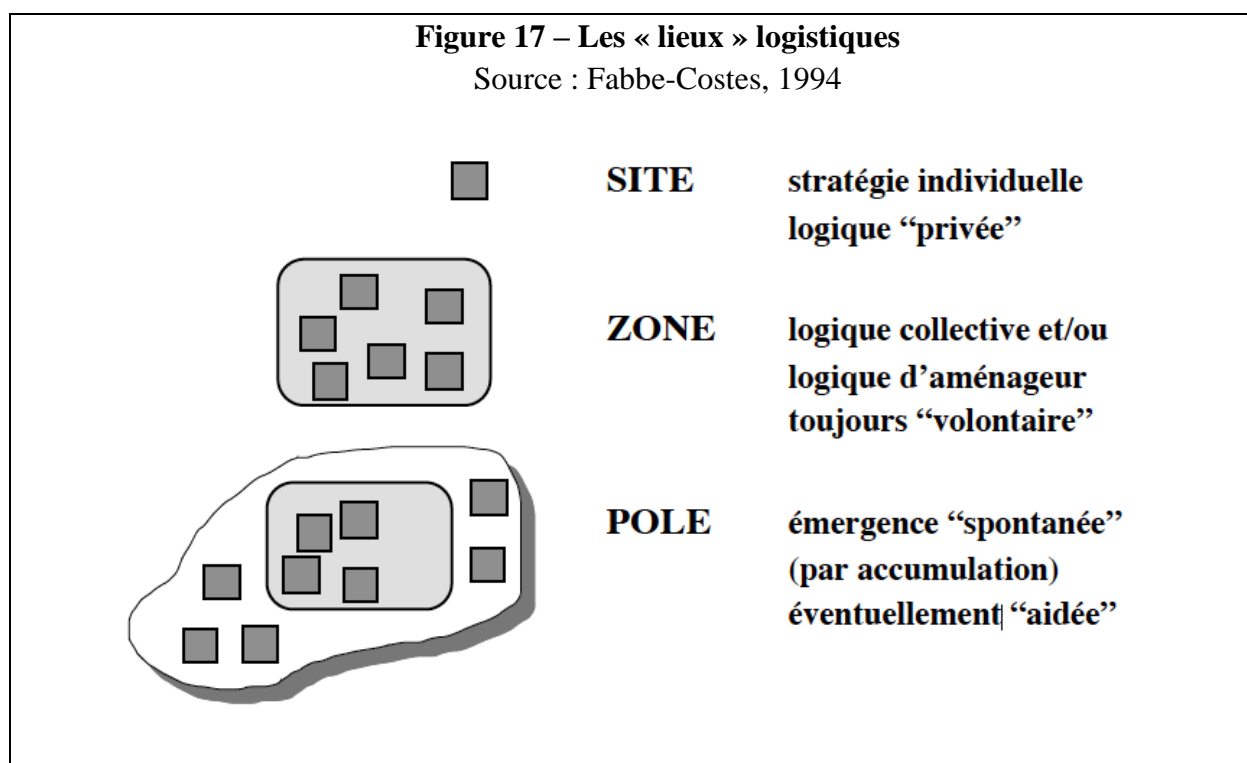 Figure 17 – Les « lieux » logistiques
Source : Fabbe-Costes, 1994
SITE stratégie individuelle
logique “privée”
ZONE logique collective et/ou
logique d’aménageur
toujours “volontaire”
POLE émergence “spontanée”
(par accumulation)
éventuellement “aidée”